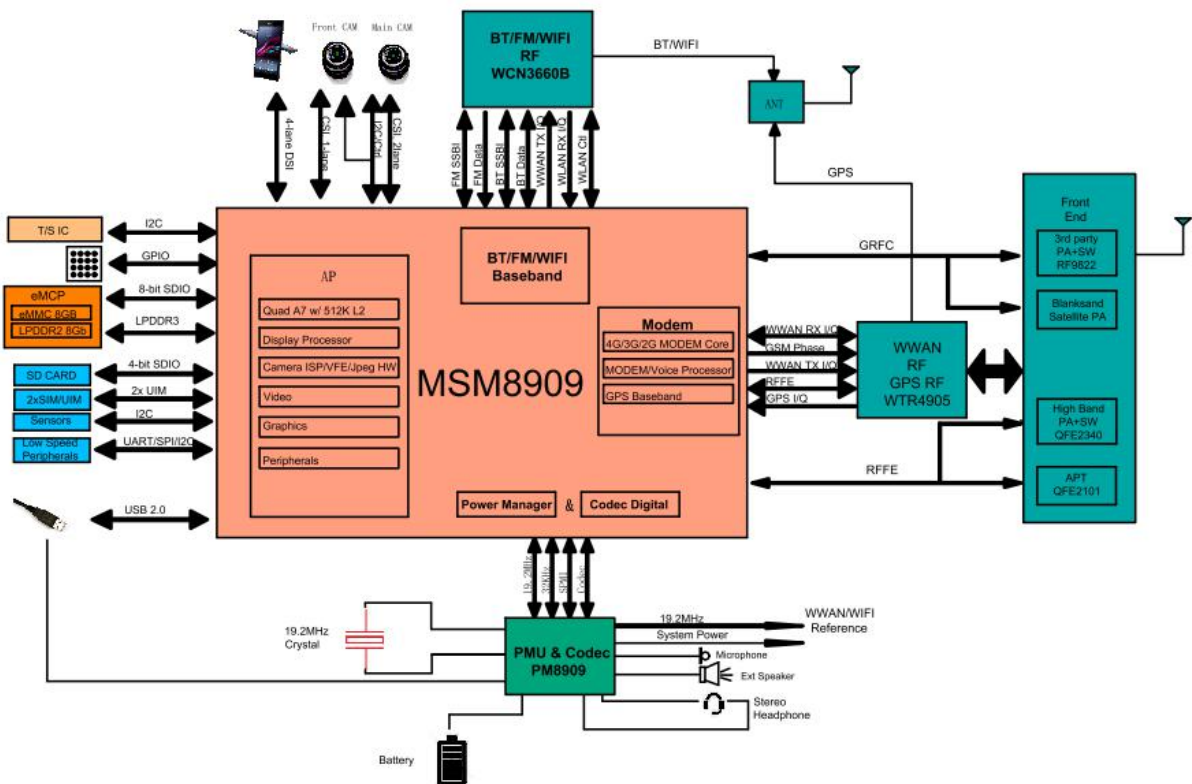 Front CAM
Main CAM
BT/FM/WIFI
RF
WCN3660B
BT/WIFI
ANT
4-lane DSI
CSI_1-lane
I2C/Ctrl
CSI_2lane
FM SSBI
FM Data
BT SSBI
BT Data
WWAN TX I/Q
WLAN RX I/Q
WLAN Ctl
GPS
T/S IC
I2C
GPIO
eMCP
eMMC 8GB
LPDDR2 8Gb
8-bit SDIO
LPDDR3
SD CARD
4-bit SDIO
2xSIM/UIM
2x UIM
Sensors
I2C
Low Speed
Peripherals
UART/SPI/I2C
USB 2.0
AP
Quad A7 w/ 512K L2
Display Processor
Camera ISP/VFE/Jpeg HW
Video
Graphics
Peripherals
BT/FM/WIFI
Baseband
MSM8909
Modem
4G/3G/2G MODEM Core
MODEM/Voice Processor
GPS Baseband
Power Manager
&
Codec Digital
GRFC
WWAN RX I/Q
GSM Phase
WWAN TX I/Q
RFFE
GPS I/Q
WWAN
RF
GPS RF
WTR4905
RFFE
Front
End
3rd party
PA+SW
RF9822
Blanksand
Satellite PA
High Band
PA+SW
QFE2340
APT
QFE2101
19.2MHz
32KHz
SPMI
Codec
19.2MHz
Crystal
PMU & Codec
PM8909
19.2MHz
System Power
WWAN/WIFI
Reference
Microphone
Ext Speaker
Stereo
Headphone
Battery